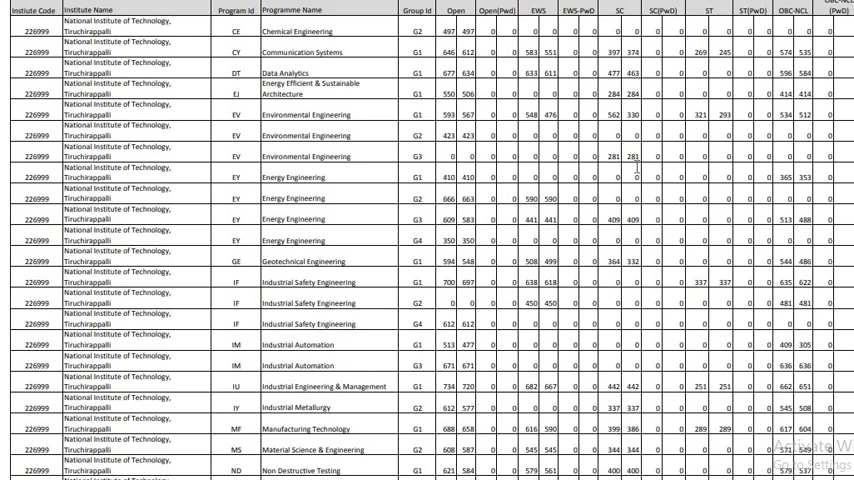 Instiute Code Institute Name Program Id Programme Name Group Id Open Open(Pwd) EWS EWS-PwD SC SC(PwD) ST ST(PwD) OBC-NCL (PwD)
National Institute of Technology,
226999 Tiruchirappalli CE Chemical Engineering G2 497 497 0 0 0 0 0 0 0 0 0 0 0 0 0 0 0 0 0
National Institute of Technology,
226999 Tiruchirappalli CY Communication Systems G1 646 612 0 0 583 551 0 0 397 374 0 0 269 245 0 0 574 535 0
National Institute of Technology,
226999 Tiruchirappalli DT Data Analytics G1 677 634 0 0 633 611 0 0 477 463 0 0 0 0 0 0 596 584 0
National Institute of Technology, Energy Efficient & Sustainable
226999 Tiruchirappalli EJ Architecture G1 550 506 0 0 0 0 0 0 284 284 0 0 0 0 0 0 414 414 0
National Institute of Technology,
226999 Tiruchirappalli EV Environmental Engineering G1 593 567 0 0 548 476 0 0 562 330 0 0 321 293 0 0 534 512 0
National Institute of Technology,
226999 Tiruchirappalli EV Environmental Engineering G2 423 423 0 0 0 0 0 0 0 0 0 0 0 0 0 0 0 0 0
National Institute of Technology,
226999 Tiruchirappalli EV Environmental Engineering G3 0 0 0 0 0 0 0 0 281 281 0 0 0 0 0 0 0 0 0
National Institute of Technology,
226999 Tiruchirappalli EY Energy Engineering G1 410 410 0 0 0 0 0 0 0 0 0 0 0 0 0 0 365 353 0
National Institute of Technology,
226999 Tiruchirappalli EY Energy Engineering G2 666 663 0 0 590 590 0 0 0 0 0 0 0 0 0 0 0 0 0
National Institute of Technology,
226999 Tiruchirappalli EY Energy Engineering G3 609 583 0 0 441 441 0 0 409 409 0 0 0 0 0 0 513 488 0
National Institute of Technology,
226999 Tiruchirappalli EY Energy Engineering G4 350 350 0 0 0 0 0 0 0 0 0 0 0 0 0 0 0 0 0
National Institute of Technology,
226999 Tiruchirappalli GE Geotechnical Engineering G1 594 548 0 0 508 499 0 0 364 332 0 0 0 0 0 0 544 486 0
National Institute of Technology,
226999 Tiruchirappalli IF Industrial Safety Engineering G1 700 697 0 0 638 618 0 0 0 0 0 0 337 337 0 0 635 622 0
National Institute of Technology,
226999 Tiruchirappalli IF Industrial Safety Engineering G2 0 0 0 0 450 450 0 0 0 0 0 0 0 0 0 0 481 481 0
National Institute of Technology,
226999 Tiruchirappalli IF Industrial Safety Engineering G4 612 612 0 0 0 0 0 0 0 0 0 0 0 0 0 0 0 0 0
National Institute of Technology,
226999 Tiruchirappalli IM Industrial Automation G1 513 477 0 0 0 0 0 0 0 0 0 0 0 0 0 0 409 305 0
National Institute of Technology,
226999 Tiruchirappalli IM Industrial Automation G3 671 671 0 0 0 0 0 0 0 0 0 0 0 0 0 0 636 636 0
National Institute of Technology,
226999 Tiruchirappalli IU Industrial Engineering & Management G1 734 720 0 0 682 667 0 0 442 442 0 0 251 251 0 0 662 651 0
National Institute of Technology,
226999 Tiruchirappalli IY Industrial Metallurgy G2 612 577 0 0 0 0 0 0 337 337 0 0 0 0 0 0 545 508 0
National Institute of Technology,
226999 Tiruchirappalli MF Manufacturing Technology G1 688 658 0 0 616 590 0 0 399 386 0 0 289 289 0 0 617 604 0
National Institute of Technology,
226999 Tiruchirappalli MS Material Science & Engineering G2 608 587 0 0 545 545 0 0 344 344 0 0 0 0 0 0 571 549 0
National Institute of Technology,
226999 Tiruchirappalli ND Non Destructive Testing G1 621 584 0 0 579 561 0 0 400 400 0 0 0 0 0 0 579 537 0
Activate Wi
Go to Settings